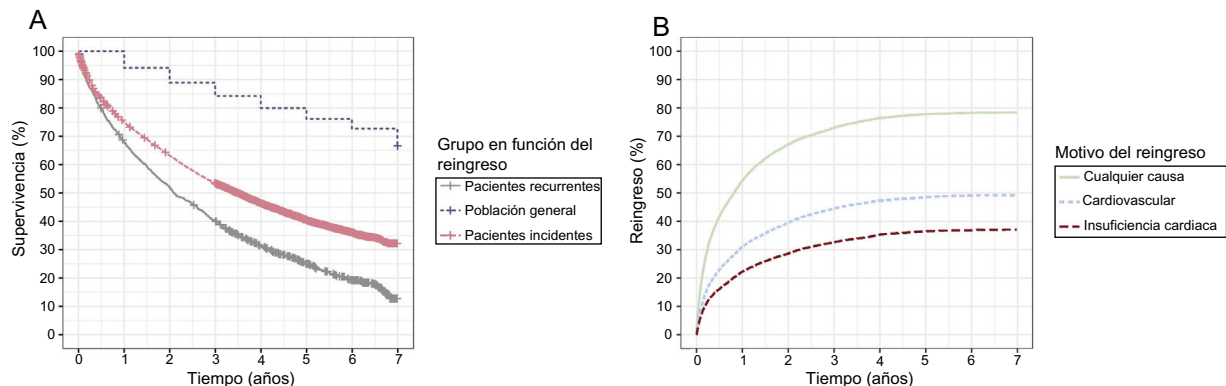 A
Supervivencia (%)
100
90
80
70
60
50
40
30
20
10
0
0 1 2 3 4 5 6 7
Tiempo (años)
Grupo en función del
reingreso
Pacientes recurrentes
Población general
Pacientes incidentes
B
Reingreso (%)
100
90
80
70
60
50
40
30
20
10
0
0 1 2 3 4 5 6 7
Tiempo (años)
Motivo del reingreso
Cualquier causa
Cardiovascular
Insuficiencia cardiaca